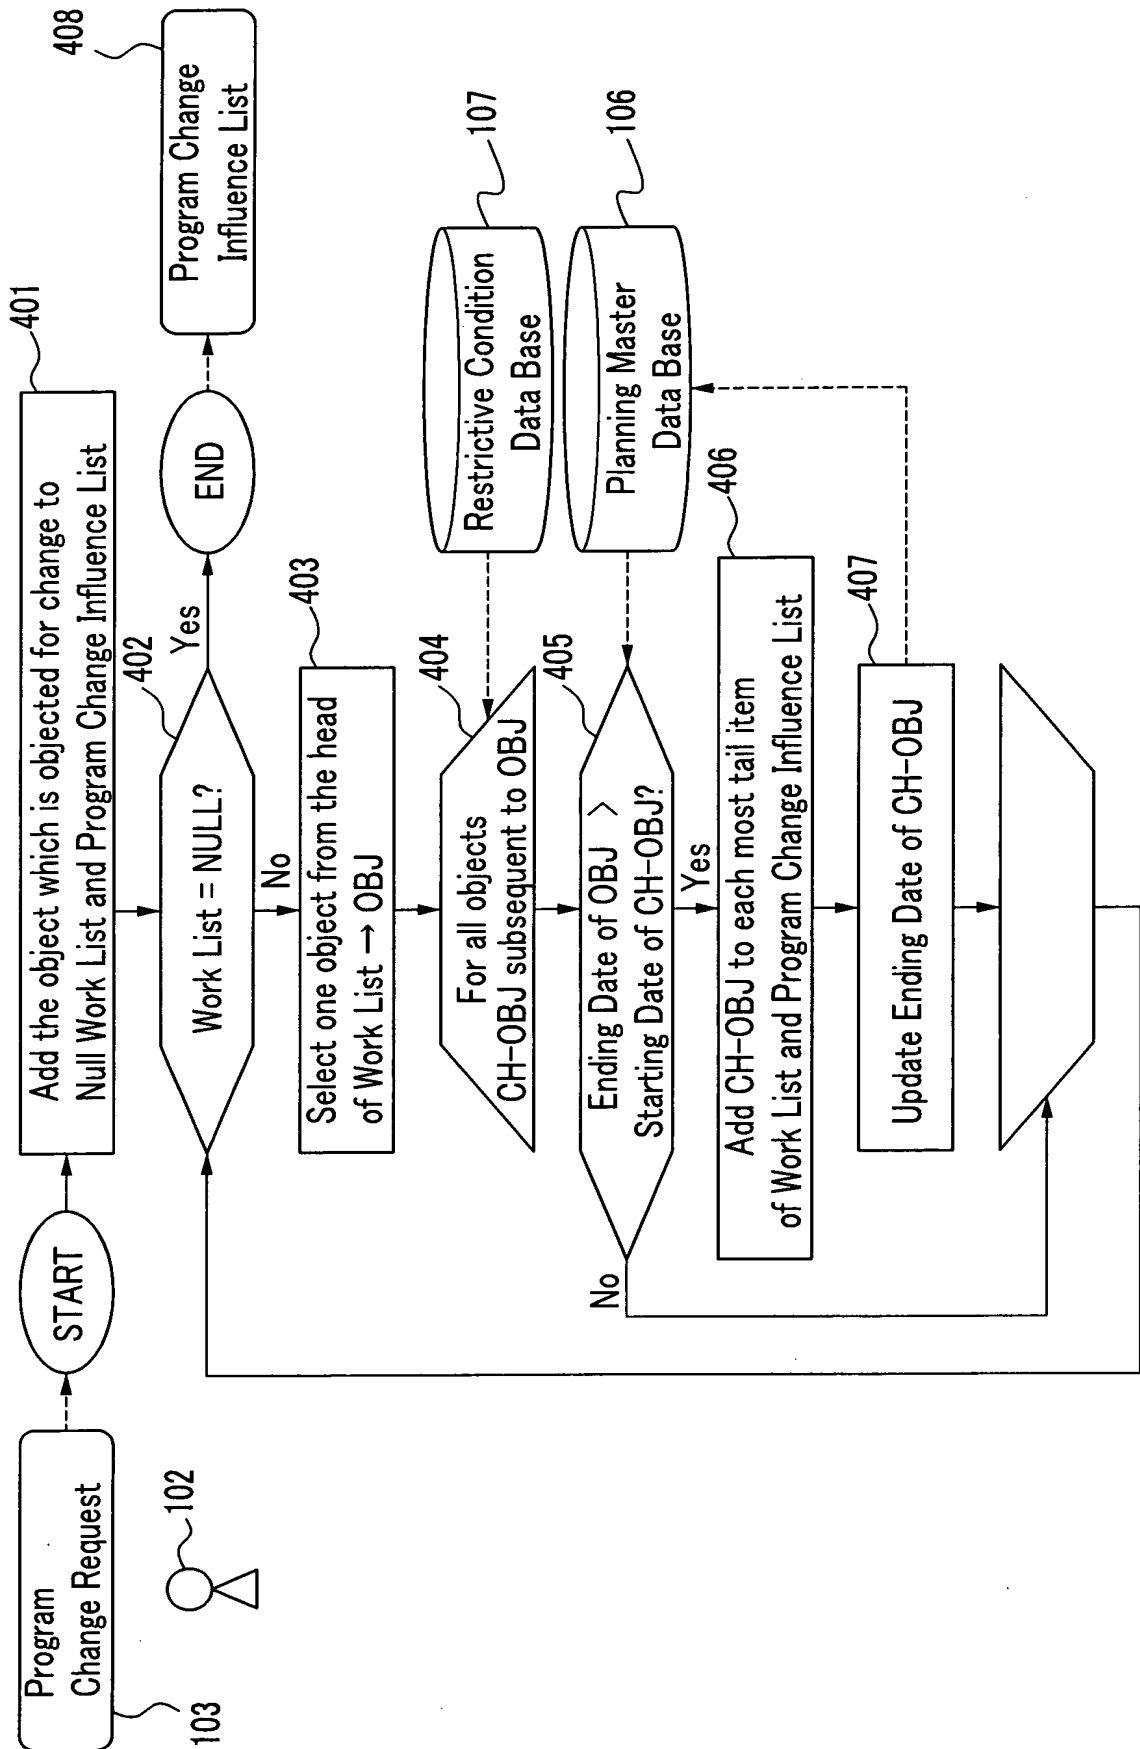 Program
Change Request
103
102
START
Add the object which is objected for change to
Null Work List and Program Change Influence List
401
Work List = NULL?
402
Yes
No
END
Program Change
Influence List
408
Select one object from the head
of Work List → OBJ
403
For all objects
CH-OBJ subsequent to OBJ
404
Restrictive Condition
Data Base
107
Ending Date of OBJ >
Starting Date of CH-OBJ?
405
No
Yes
Planning Master
Data Base
106
Add CH-OBJ to each most tail item
of Work List and Program Change Influence List
406
Update Ending Date of CH-OBJ
407